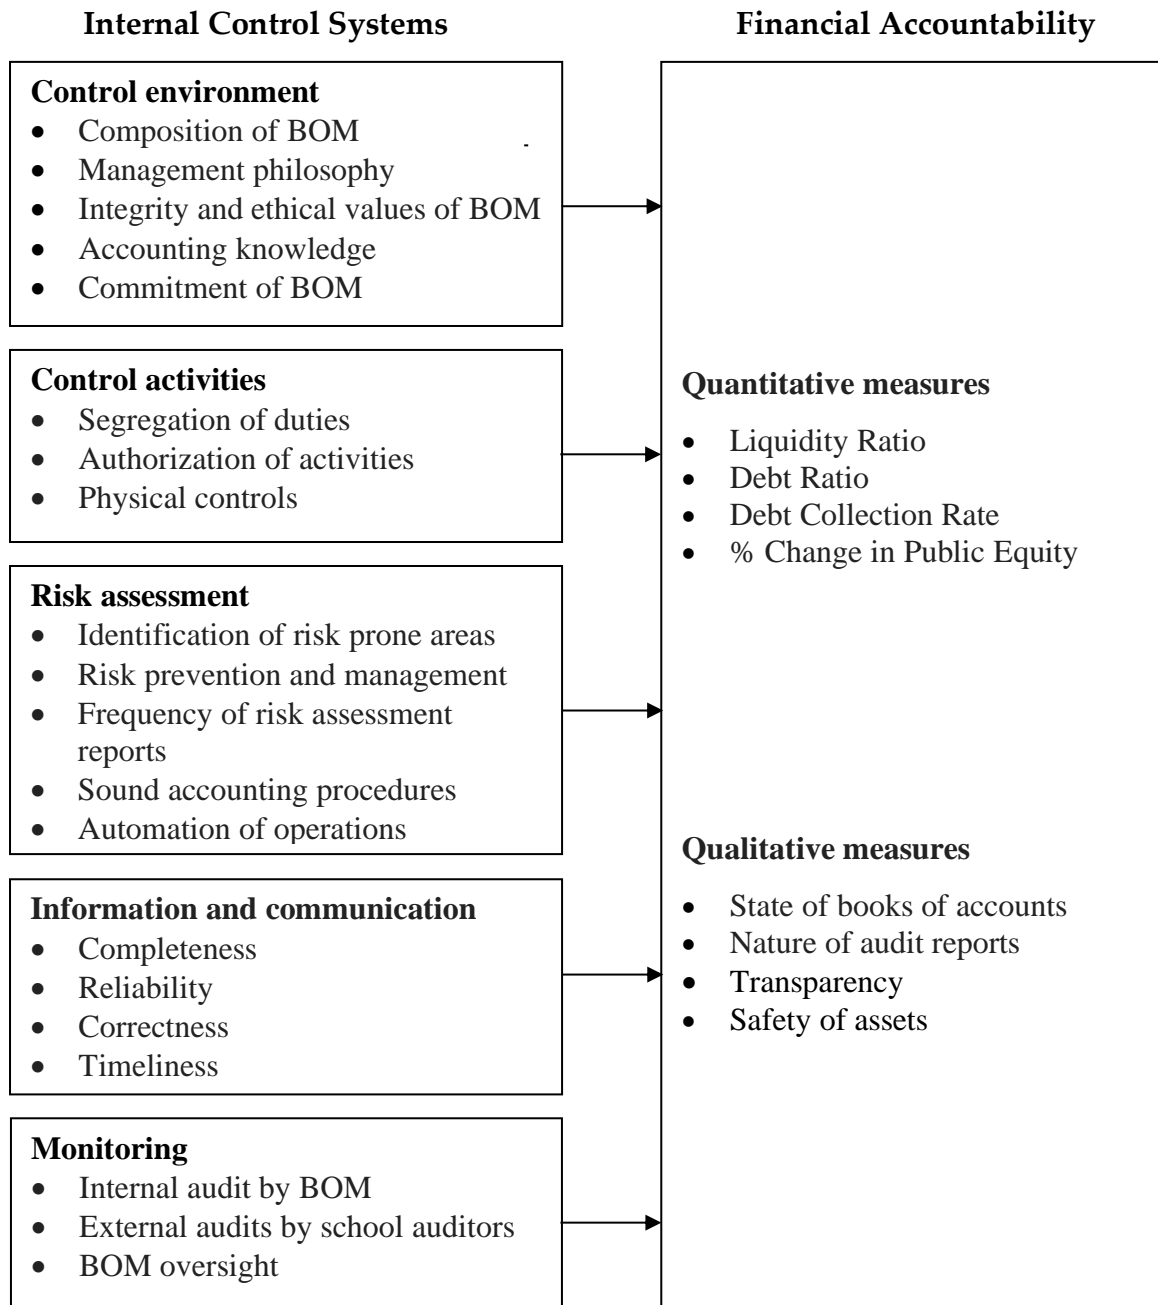 Internal Control Systems
Financial Accountability
Control environment
• Composition of BOM
• Management philosophy
• Integrity and ethical values of BOM
• Accounting knowledge
• Commitment of BOM
Control activities
• Segregation of duties
• Authorization of activities
• Physical controls
Risk assessment
• Identification of risk prone areas
• Risk prevention and management
• Frequency of risk assessment
reports
• Sound accounting procedures
• Automation of operations
Information and communication
• Completeness
• Reliability
• Correctness
• Timeliness
Monitoring
• Internal audit by BOM
• External audits by school auditors
• BOM oversight
Quantitative measures
• Liquidity Ratio
• Debt Ratio
• Debt Collection Rate
• % Change in Public Equity
Qualitative measures
• State of books of accounts
• Nature of audit reports
• Transparency
• Safety of assets